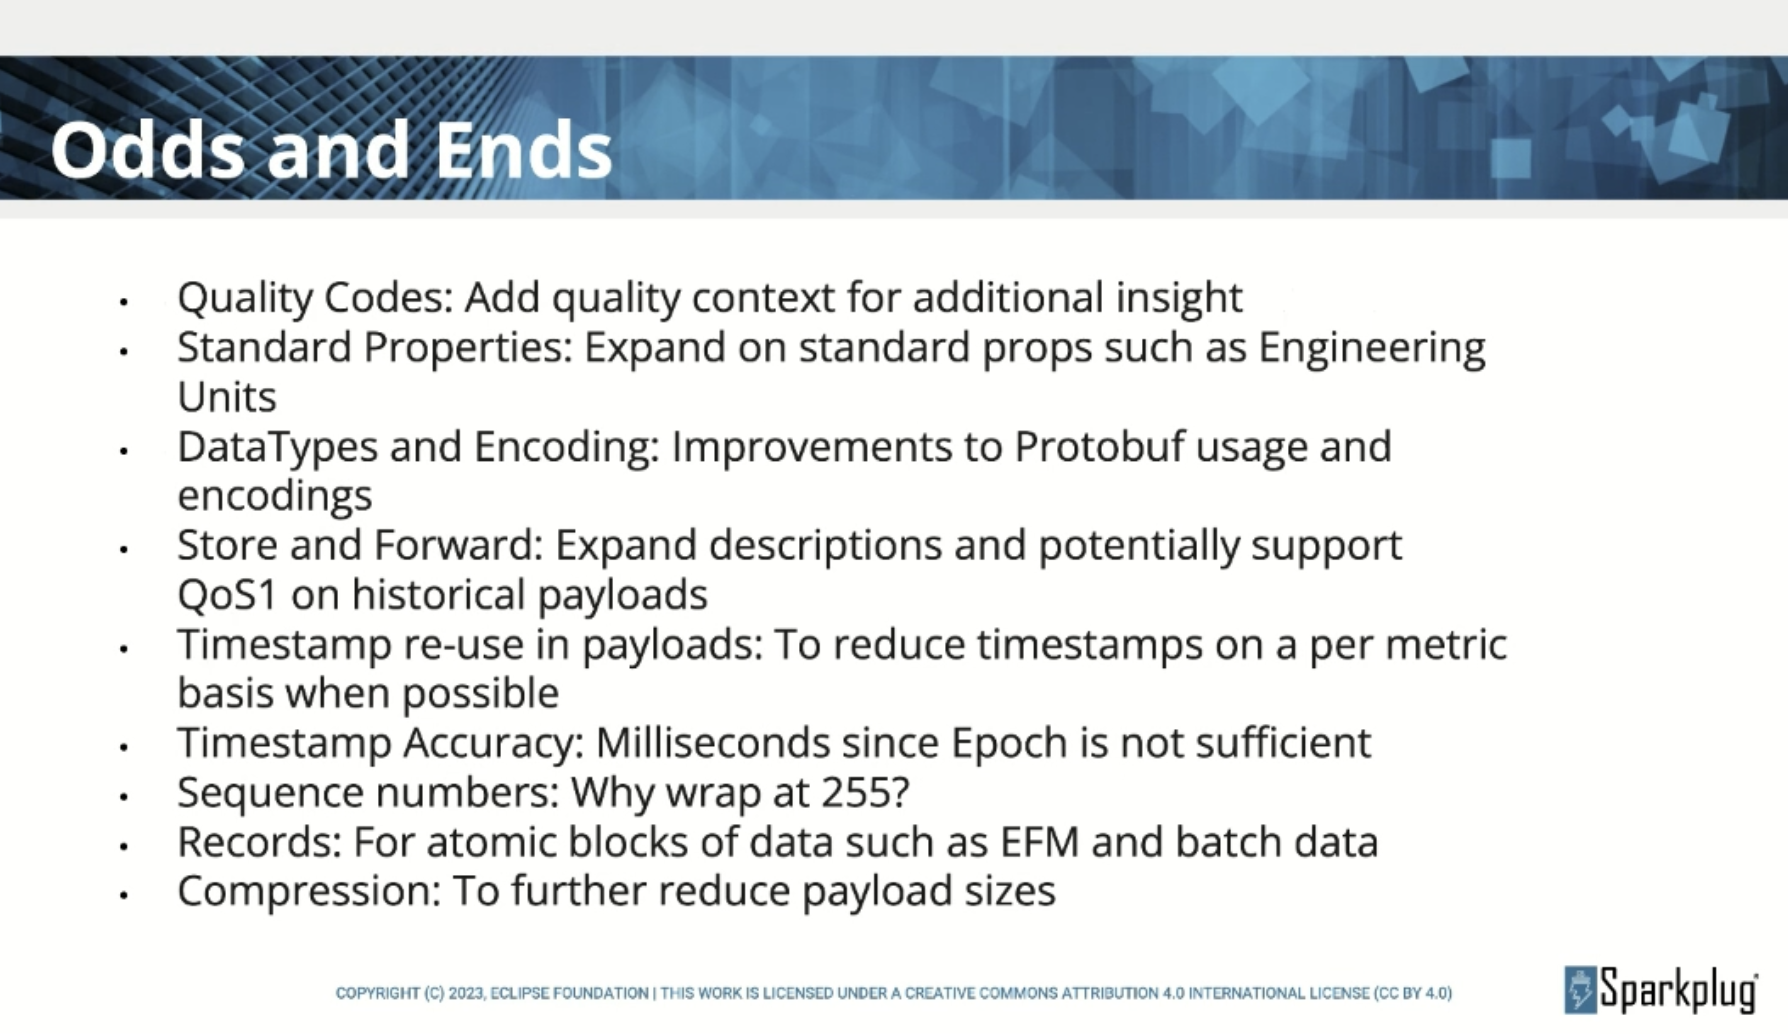 Odds and Ends
• Quality Codes: Add quality context for additional insight
• Standard Properties: Expand on standard props such as Engineering
Units
• DataTypes and Encoding: Improvements to Protobuf usage and
encodings
• Store and Forward: Expand descriptions and potentially support
QoS1 on historical payloads
• Timestamp re-use in payloads: To reduce timestamps on a per metric
basis when possible
• Timestamp Accuracy: Milliseconds since Epoch is not sufficient
• Sequence numbers: Why wrap at 255?
• Records: For atomic blocks of data such as EFM and batch data
• Compression: To further reduce payload sizes
COPYRIGHT (C) 2023, ECLIPSE FOUNDATION | THIS WORK IS LICENSED UNDER A CREATIVE COMMONS ATTRIBUTION 4.0 INTERNATIONAL LICENSE (CC BY 4.0)
Sparkplug